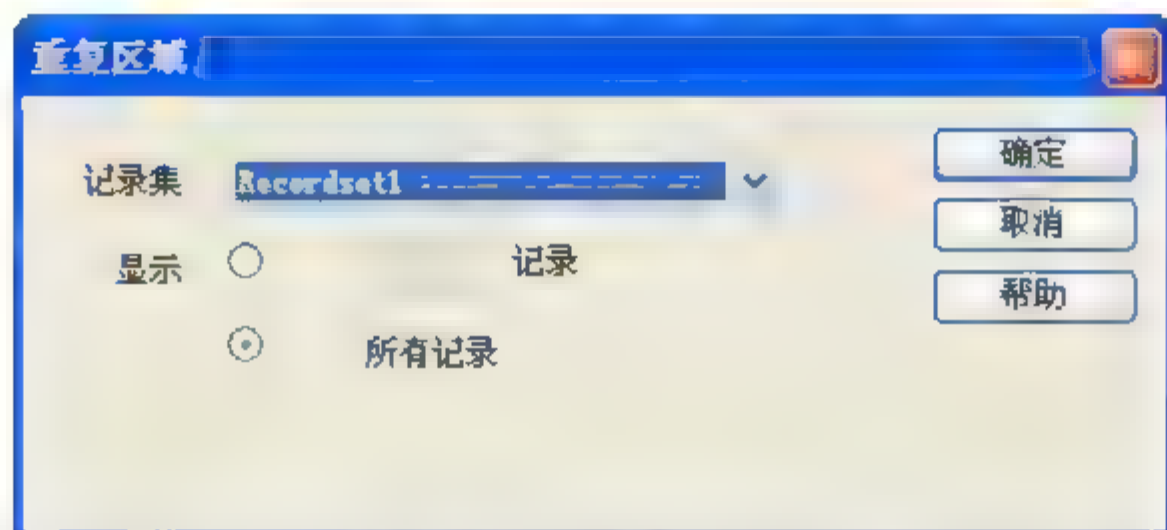 重复区域
记录集 Recordset1 确定
取消
显示 记录
帮助
所有记录